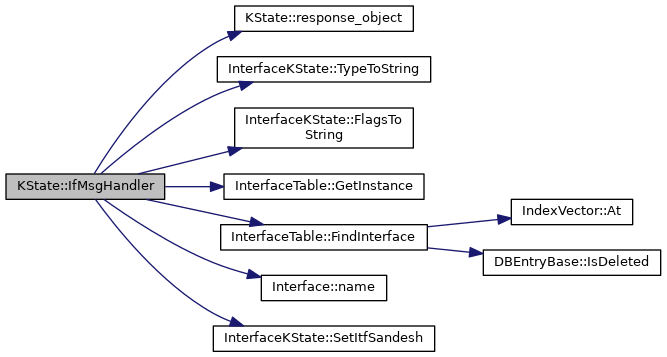 KState::response_object
InterfaceKState::TypeToString
InterfaceKState::FlagsTo
String
KState::IfMsgHandler
InterfaceTable::GetInstance
InterfaceTable::FindInterface
IndexVector::At
DBEntryBase::IsDeleted
Interface::name
InterfaceKState::SetItfSandesh